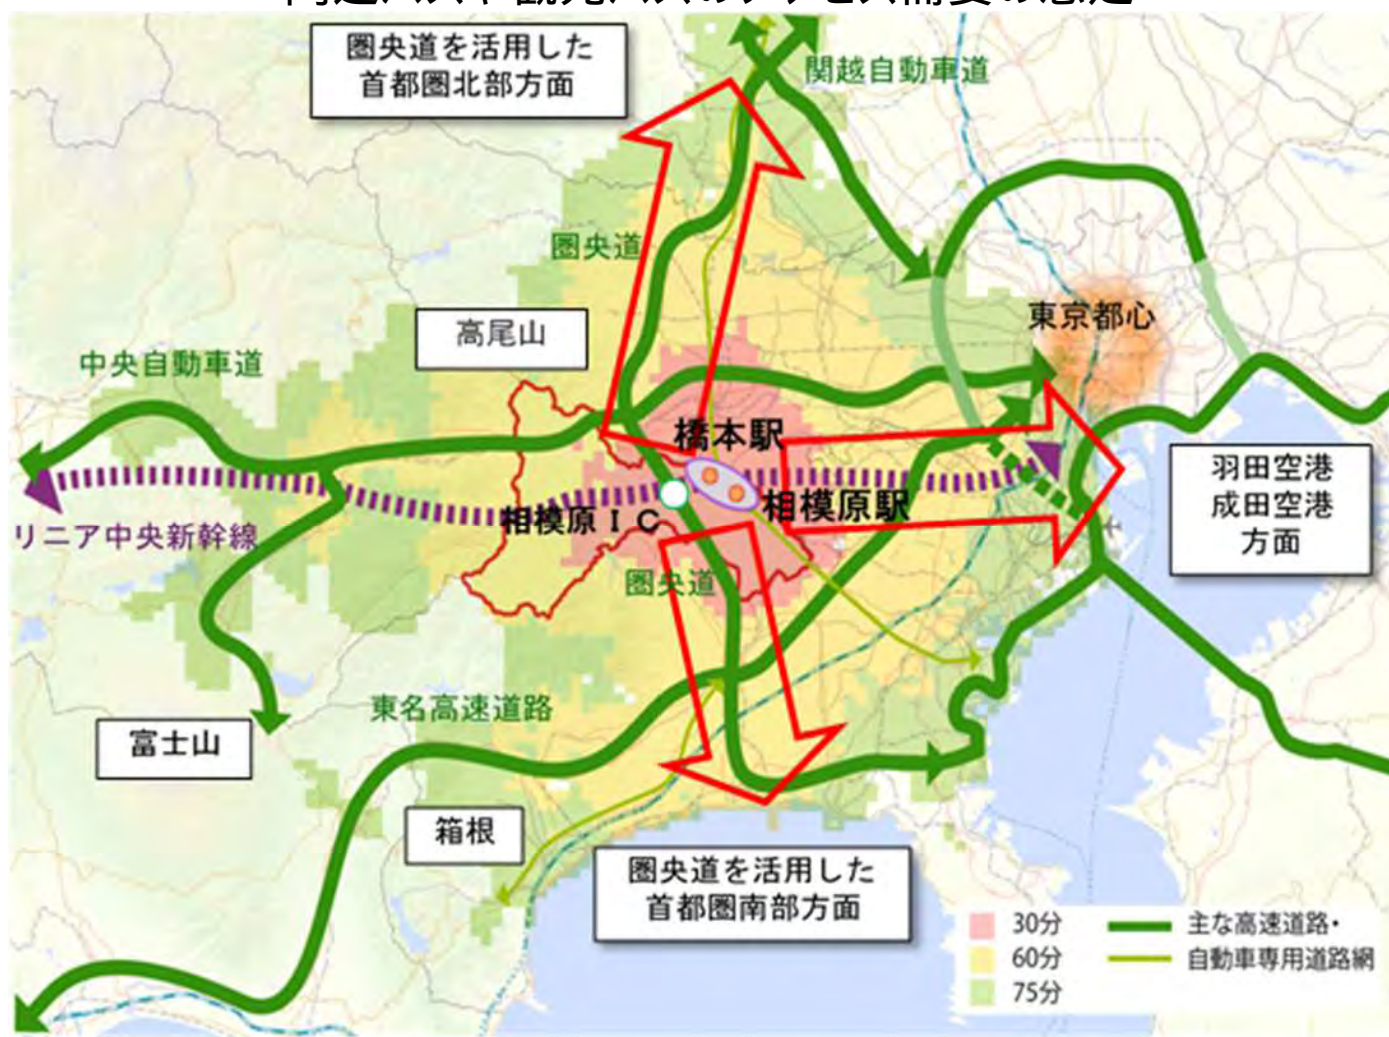 圏央道を活用した
首都圏北部方面
関越自動車道
圏央道
東京都心
高尾山
中央自動車道
橋本駅
羽田空港
成田空港
方面
相模原駅
相模原IC
リニア中央新幹線
圏央道
東名高速道路
富士山
箱根
圏央道を活用した
首都圏南部方面
30分
主な高速道路・
60分
自動車専用道路網
75分